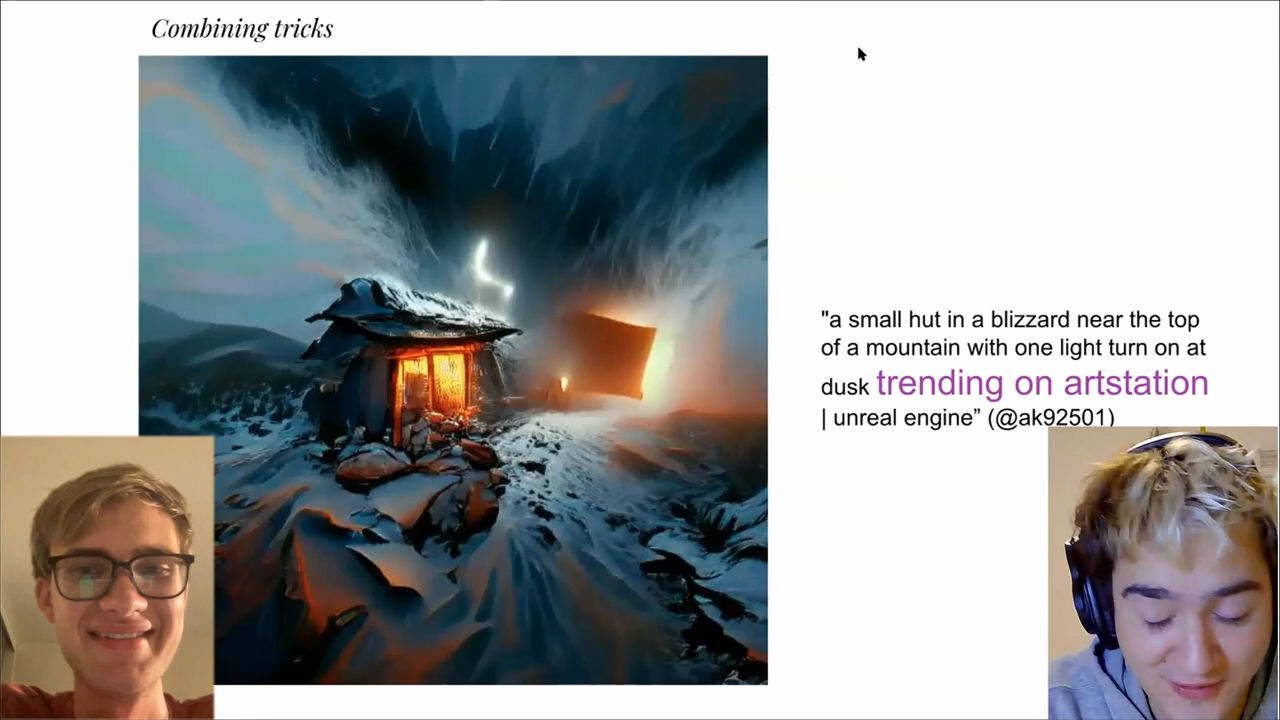 Combining tricks
"a small hut in a blizzard near the top
of a mountain with one light turn on at
dusk trending on artstation
| unreal engine” (@ak92501)